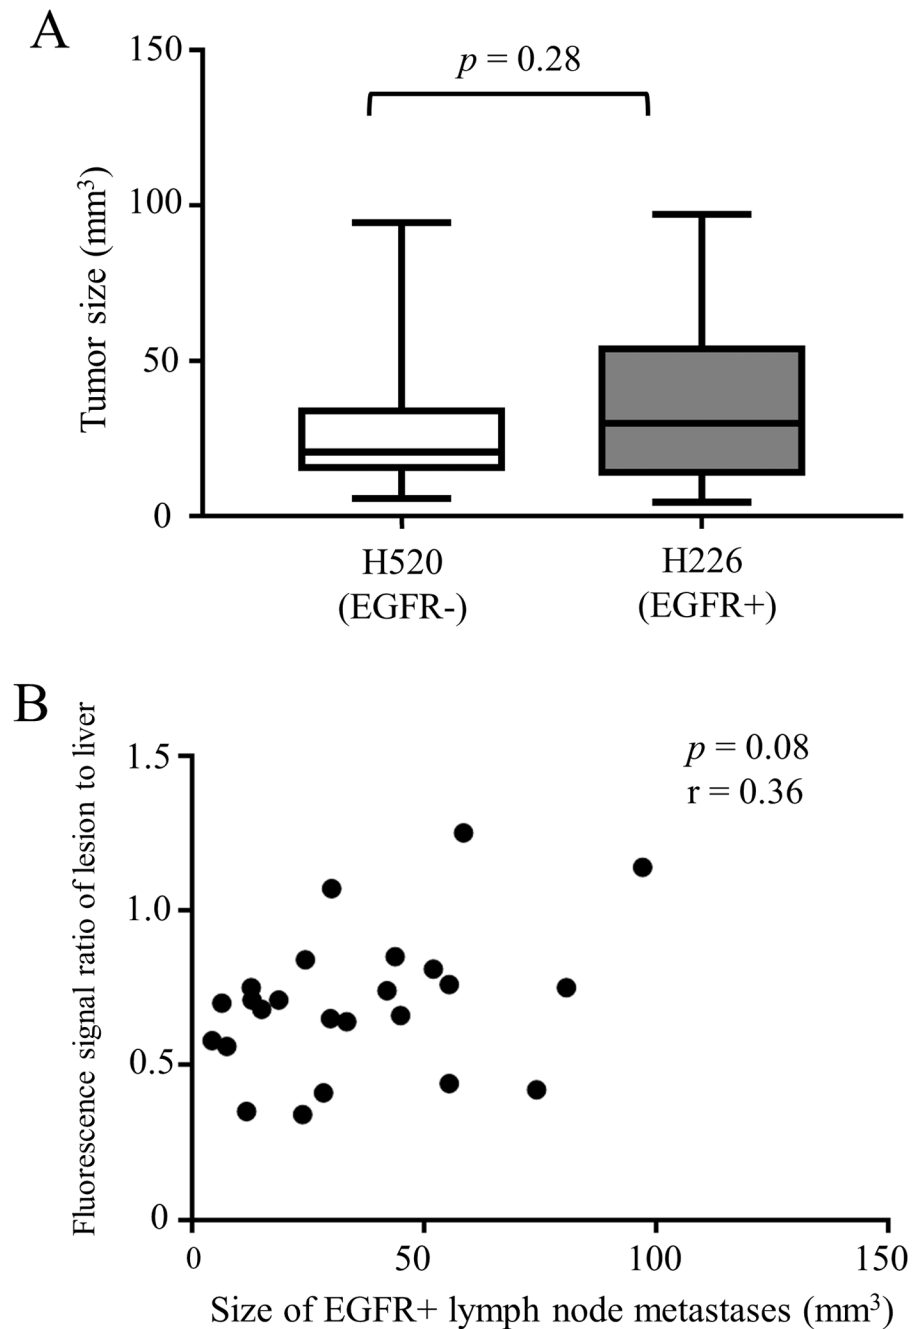 A
p = 0.28
150
100
50
0
Tumor size (mm³)
H520
(EGFR-)
H226
(EGFR+)
B
p = 0.08
r = 0.36
1.5
1.0
0.5
0
Fluorescence signal ratio of lesion to liver
0
50
100
150
Size of EGFR+ lymph node metastases (mm³)